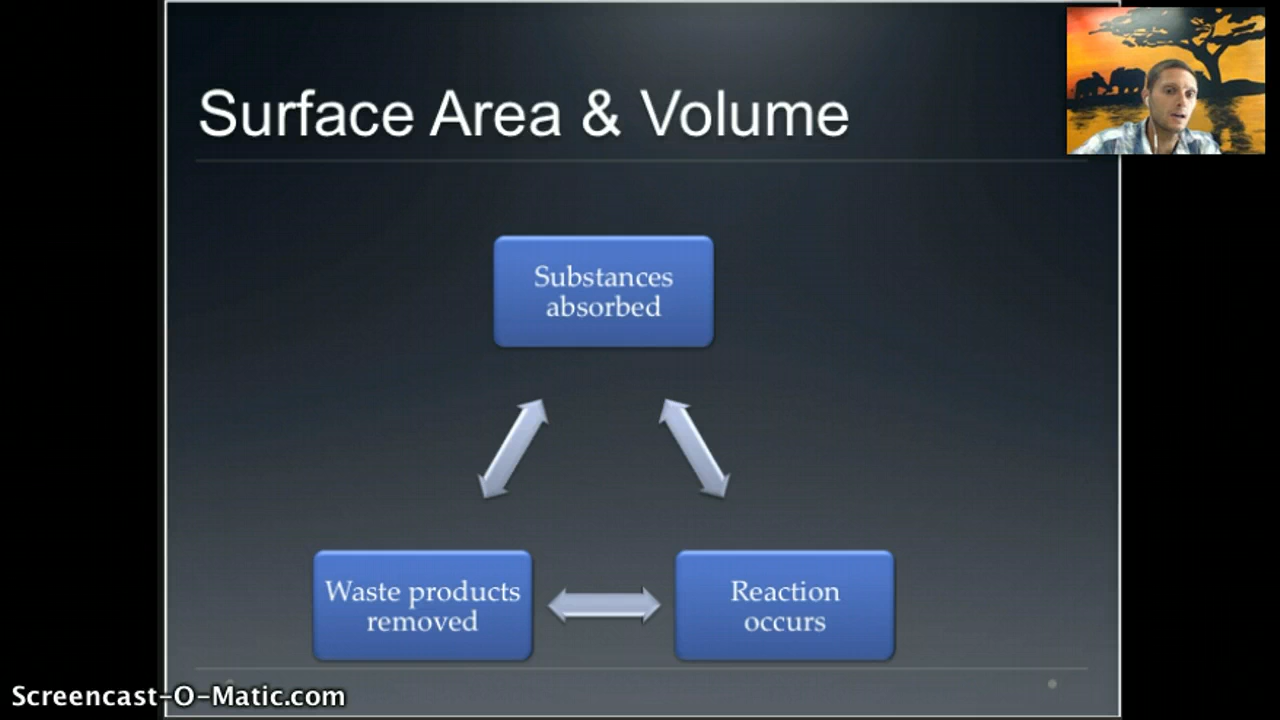 Surface Area & Volume
Substances
absorbed
Waste products
removed
Reaction
occurs
Screencast-O-Matic.com